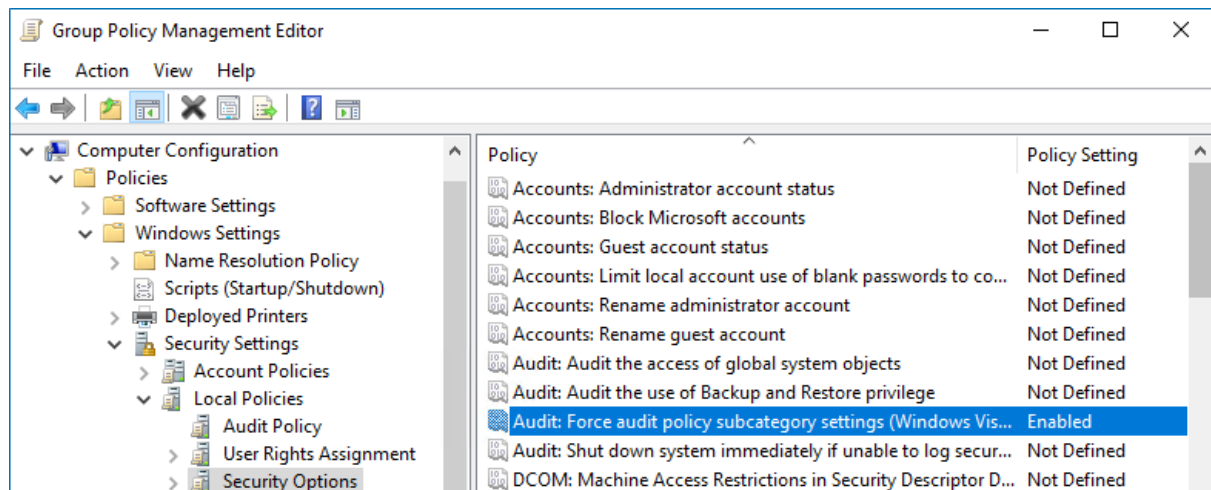 Group Policy Management Editor
File Action View Help
Computer Configuration
Policies
Software Settings
Windows Settings
Name Resolution Policy
Scripts (Startup/Shutdown)
Deployed Printers
Security Settings
Account Policies
Local Policies
Audit Policy
User Rights Assignment
Security Options
Policy Policy Setting
Accounts: Administrator account status Not Defined
Accounts: Block Microsoft accounts Not Defined
Accounts: Guest account status Not Defined
Accounts: Limit local account use of blank passwords to co... Not Defined
Accounts: Rename administrator account Not Defined
Accounts: Rename guest account Not Defined
Audit: Audit the access of global system objects Not Defined
Audit: Audit the use of Backup and Restore privilege Not Defined
Audit: Force audit policy subcategory settings (Windows Vis... Enabled
Audit: Shut down system immediately if unable to log secur... Not Defined
DCOM: Machine Access Restrictions in Security Descriptor D... Not Defined